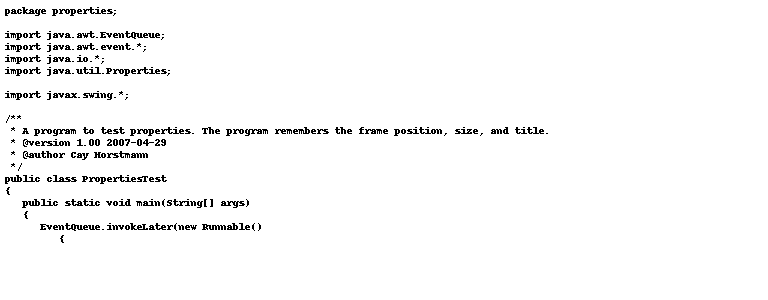 package properties;
import java.awt.EventQueue;
import java.awt.event.*;
import java.io.*;
import java.util.Properties;
import javax.swing.*;
/**
 * A program to test properties. The program remembers the frame position, size, and title.
 * @version 1.00 2007-04-29
 * @author Cay Horstmann
 */
public class PropertiesTest
{
   public static void main(String[] args)
   {
      EventQueue.invokeLater(new Runnable()
         {